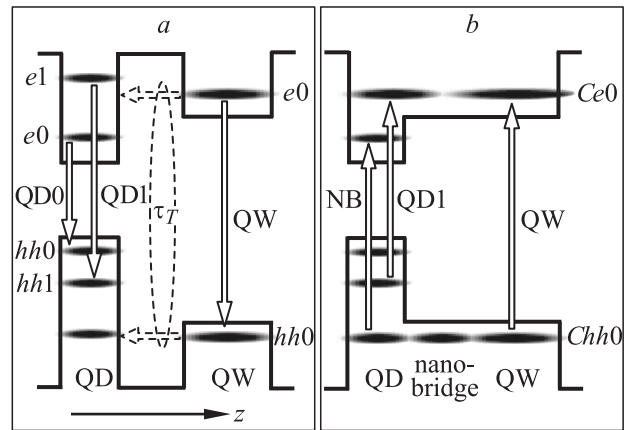 a
e1
e0
e0
QD0
QD1
τT
QW
hh0
hh1
hh0
QD
QW
z
b
Ce0
NB
QD1
QW
Chh0
QD
nano-
bridge
QW